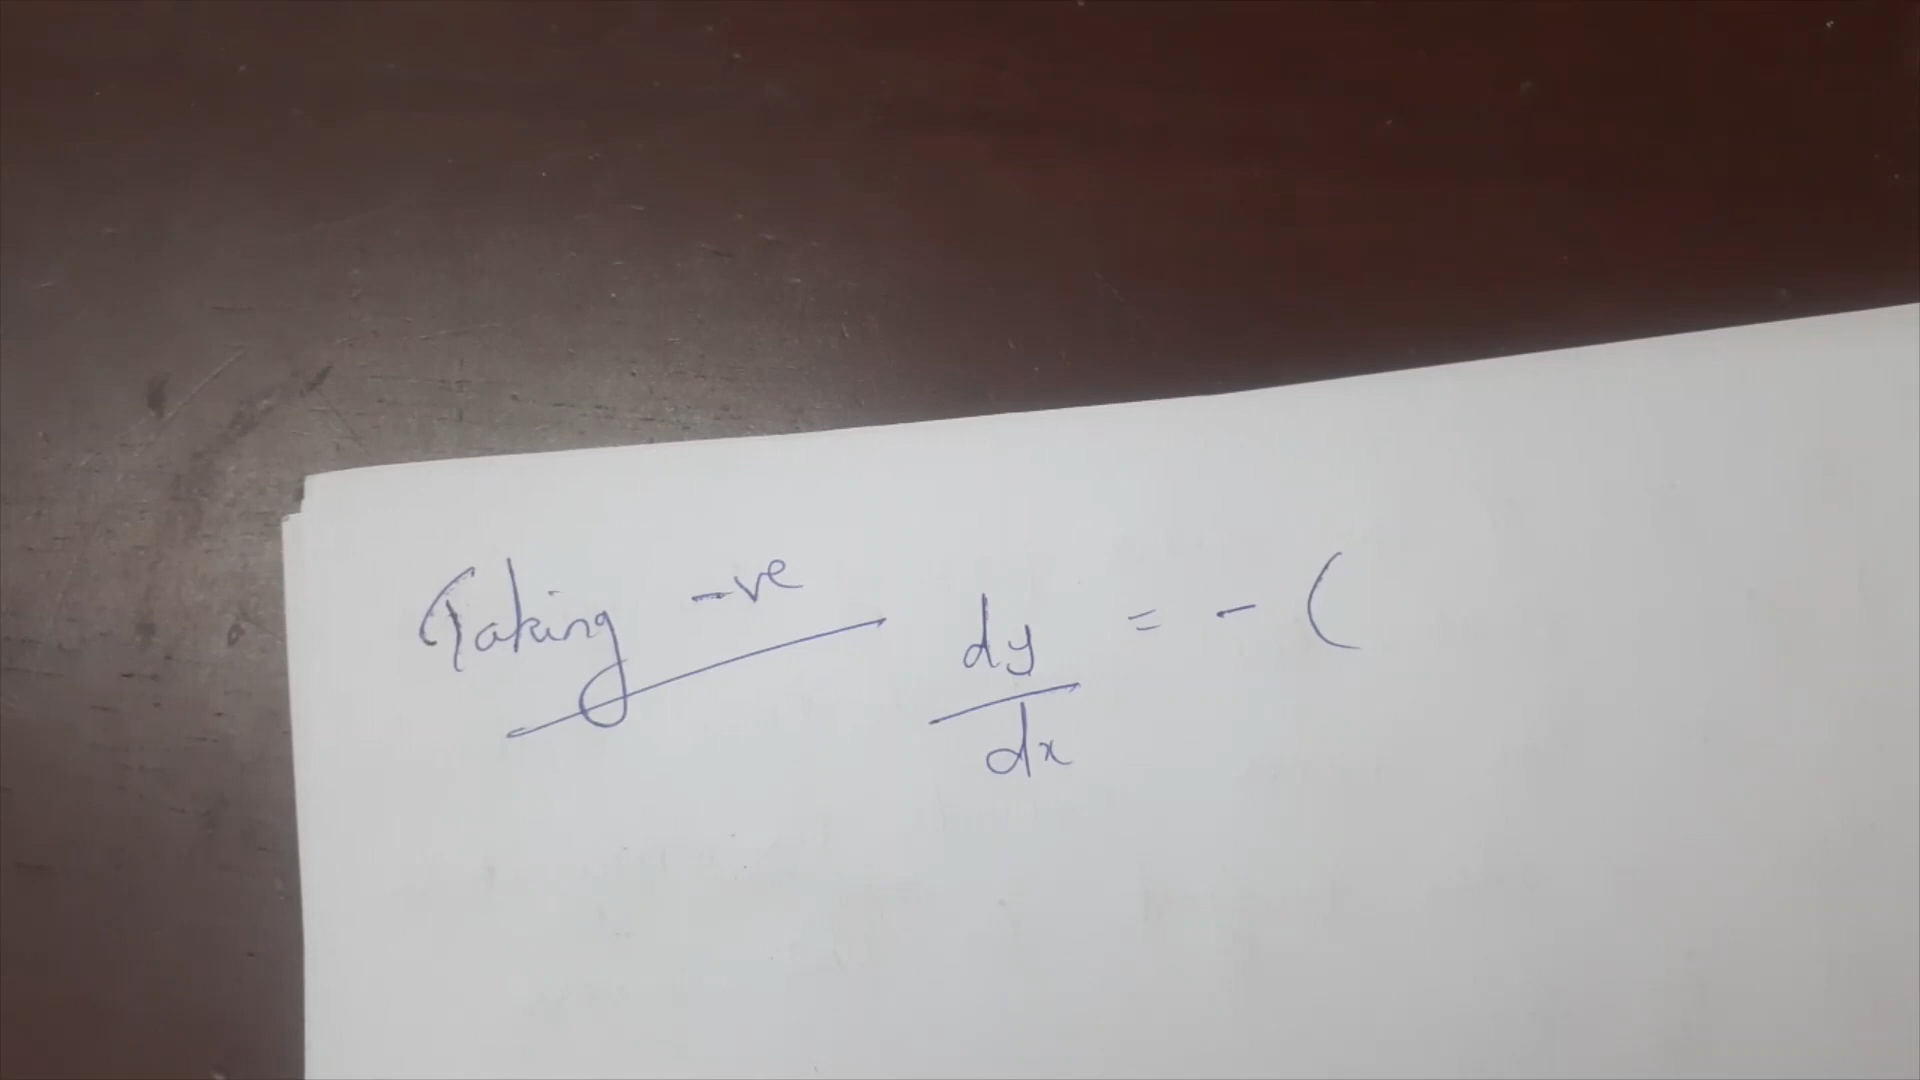 Taking -ve dy/dx = - (